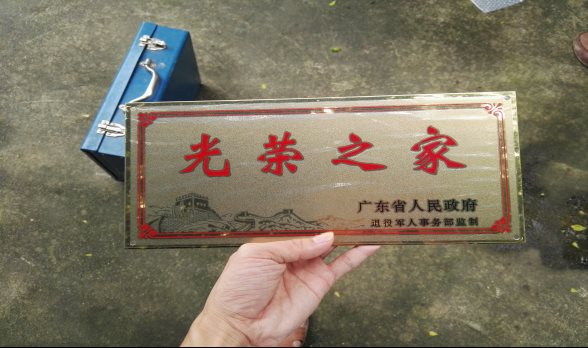 光荣之家
广东省人民政府
退役军人事务部监制